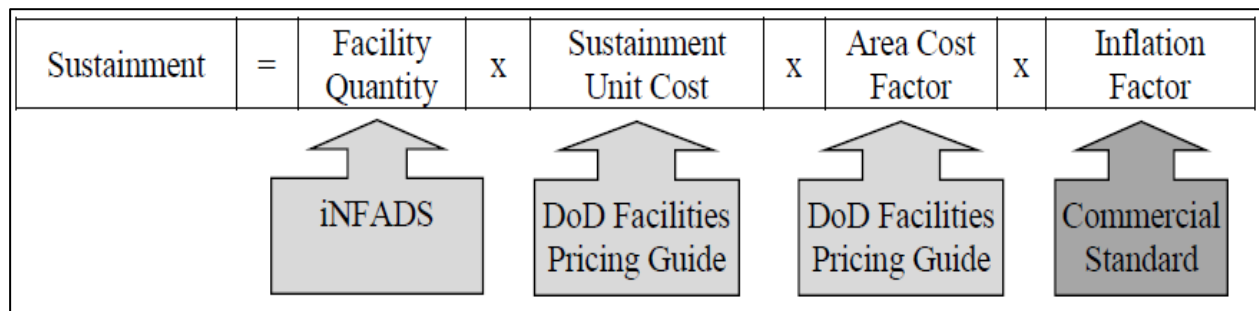 Sustainment = Facility Quantity x Sustainment Unit Cost x Area Cost Factor x Inflation Factor
iNFADS
DoD Facilities
Pricing Guide
DoD Facilities
Pricing Guide
Commercial
Standard